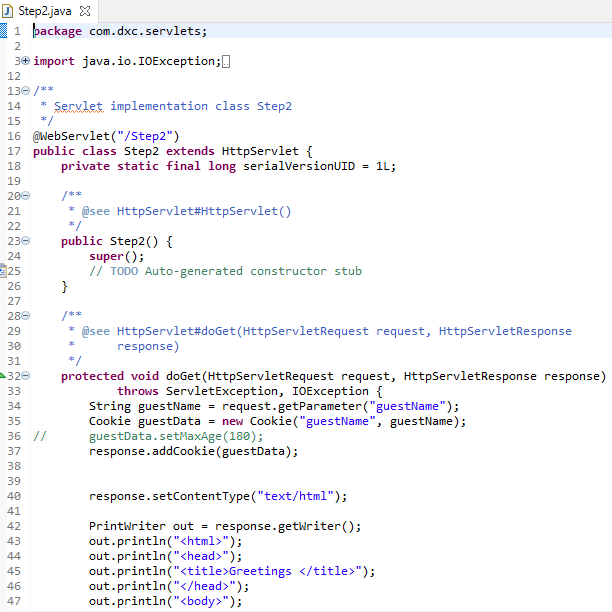 Step2.java
1 package com.dxc.servlets;
2
3 import java.io.IOException;
12
13 /**
14  * Servlet implementation class Step2
15  */
16 @WebServlet("/Step2")
17 public class Step2 extends HttpServlet {
18     private static final long serialVersionUID = 1L;
19
20     /**
21      * @see HttpServlet#HttpServlet()
22      */
23     public Step2() {
24         super();
25         // TODO Auto-generated constructor stub
26     }
27
28     /**
29      * @see HttpServlet#doGet(HttpServletRequest request, HttpServletResponse
30      *      response)
31      */
32     protected void doGet(HttpServletRequest request, HttpServletResponse response)
33             throws ServletException, IOException {
34         String guestName = request.getParameter("guestName");
35         Cookie guestData = new Cookie("guestName", guestName);
36 //      guestData.setMaxAge(180);
37         response.addCookie(guestData);
38
39
40         response.setContentType("text/html");
41
42         PrintWriter out = response.getWriter();
43         out.println("<html>");
44         out.println("<head>");
45         out.println("<title>Greetings </title>");
46         out.println("</head>");
47         out.println("<body>");